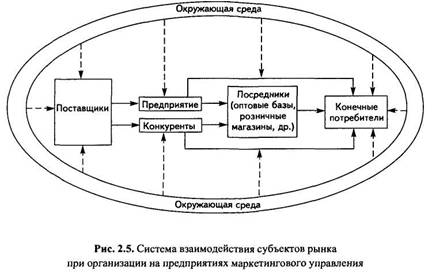 Окружающая среда
Поставщики
Предприятие
Конкуренты
Посредники
(оптовые базы,
розничные
магазины, др.)
Конечные
потребители
Окружающая среда
Рис. 2.5. Система взаимодействия субъектов рынка
при организации на предприятиях маркетингового управления